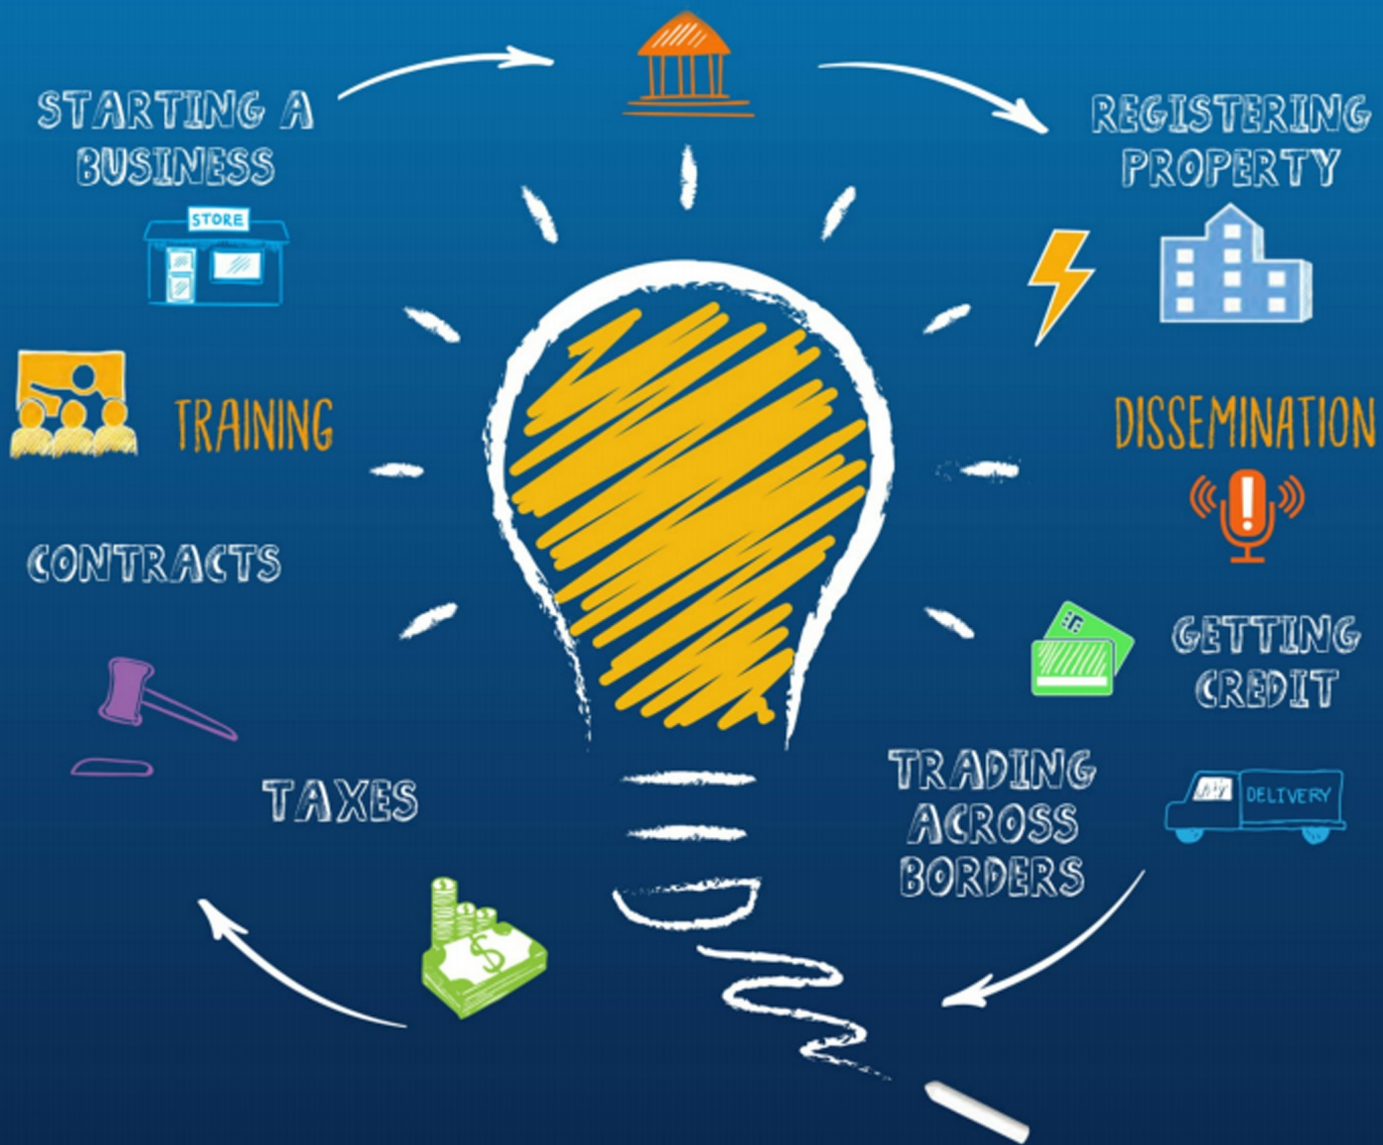 STARTING A
BUSINESS
STORE
REGISTERING
PROPERTY
TRAINING
DISSEMINATION
CONTRACTS
GETTING
CREDIT
TAXES
TRADING
ACROSS
BORDERS
DELIVERY
$